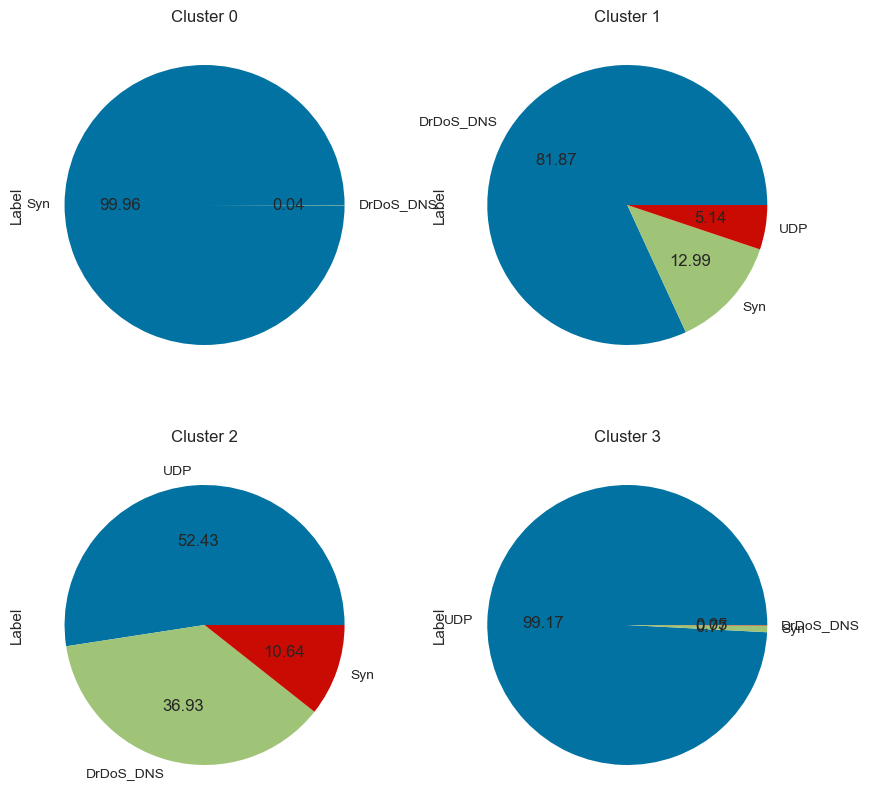 Cluster 0
Label
Syn
99.96
0.04
DrDoS_DNS
Cluster 1
Label
DrDoS_DNS
81.87
5.14
UDP
12.99
Syn
Cluster 2
Label
UDP
52.43
10.64
Syn
36.93
DrDoS_DNS
Cluster 3
Label
UDP
99.17
DrDoS_DNS
Syn